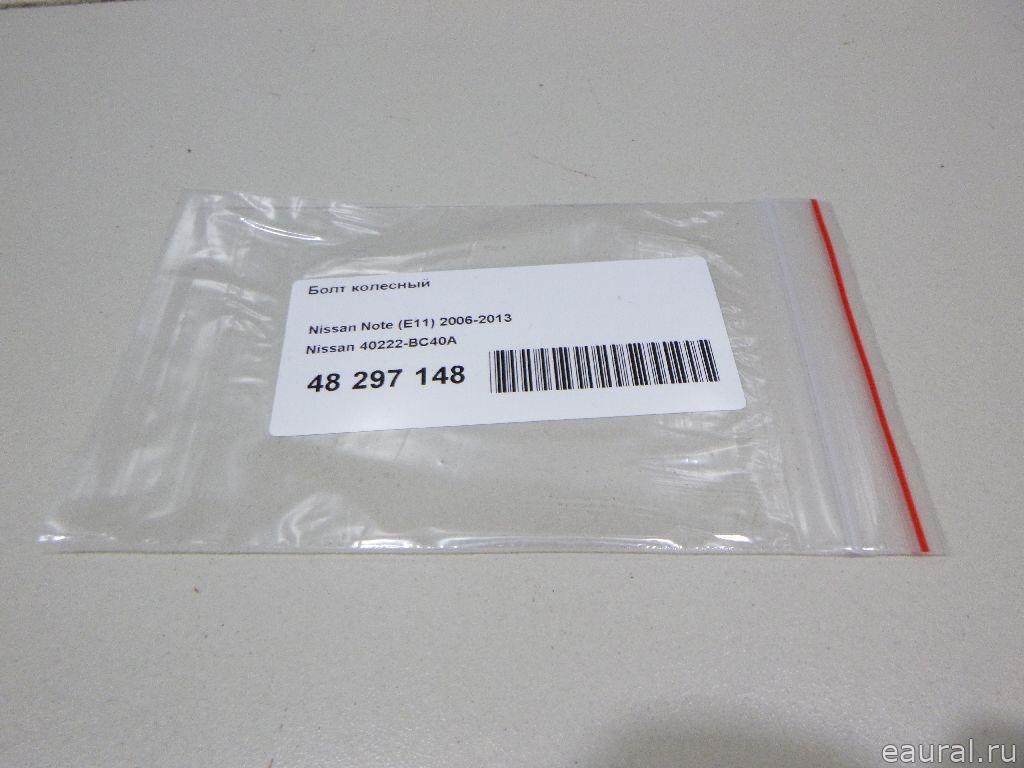 Болт колесный
Nissan Note (E11) 2006-2013
Nissan 40222-BC40A
48 297 148
eaural.ru